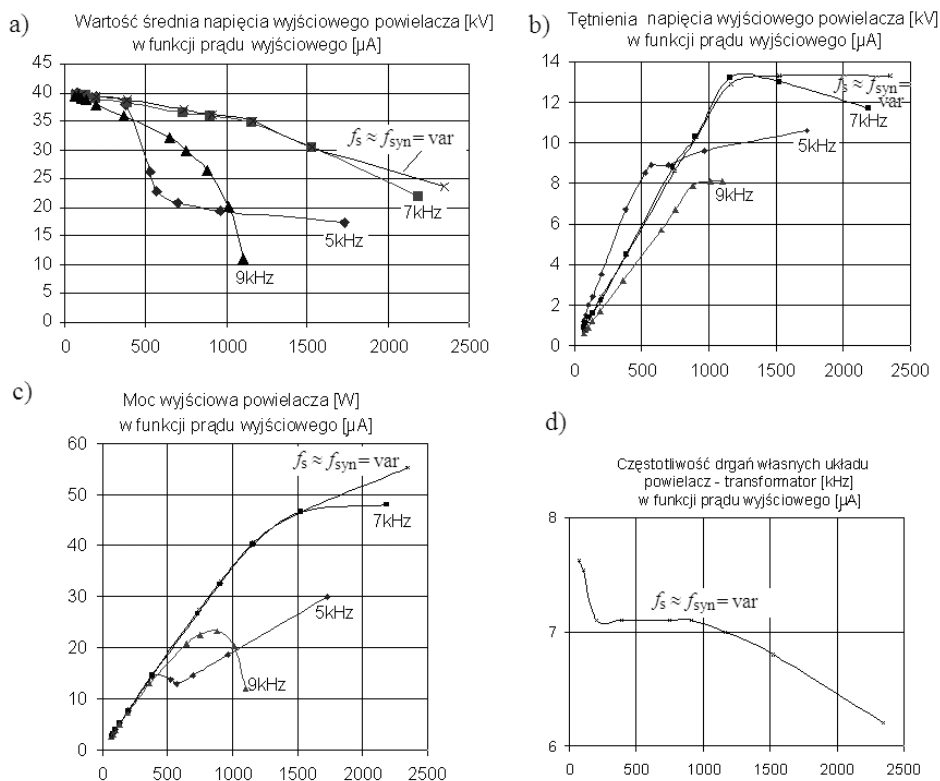 a)
Wartość średnia napięcia wyjściowego powielacza [kV]
w funkcji prądu wyjściowego [µA]
45
40
35
30
25
20
15
10
5
0
0 500 1000 1500 2000 2500
fs ≈ fsyn = var
7kHz
5kHz
9kHz
b)
Tętnienia napięcia wyjściowego powielacza [kV]
w funkcji prądu wyjściowego [µA]
14
12
10
8
6
4
2
0
0 500 1000 1500 2000 2500
fs ≈ fsyn = var
7kHz
5kHz
9kHz
c)
Moc wyjściowa powielacza [W]
w funkcji prądu wyjściowego [µA]
60
50
40
30
20
10
0
0 500 1000 1500 2000 2500
fs ≈ fsyn = var
7kHz
5kHz
9kHz
d)
Częstotliwość drgań własnych układu
powielacz - transformator [kHz]
w funkcji prądu wyjściowego [µA]
8
7
6
0 500 1000 1500 2000 2500
fs ≈ fsyn = var